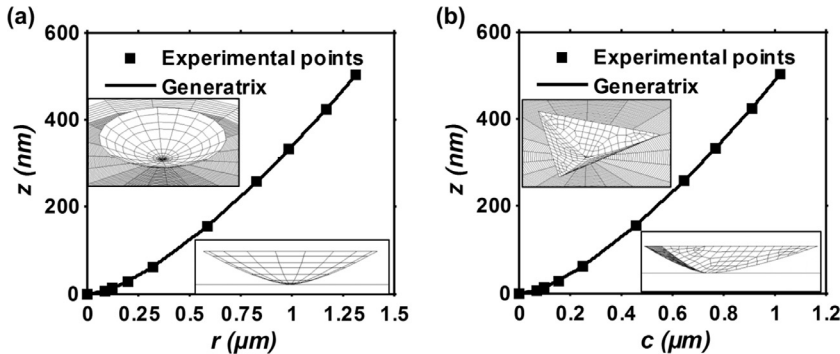 (a)
600
400
200
0
z (nm)
Experimental points
Generatrix
0 0.25 0.5 0.75 1 1.25 1.5
r (μm)
(b)
600
400
200
0
z (nm)
Experimental points
Generatrix
0 0.2 0.4 0.6 0.8 1 1.2
c (μm)